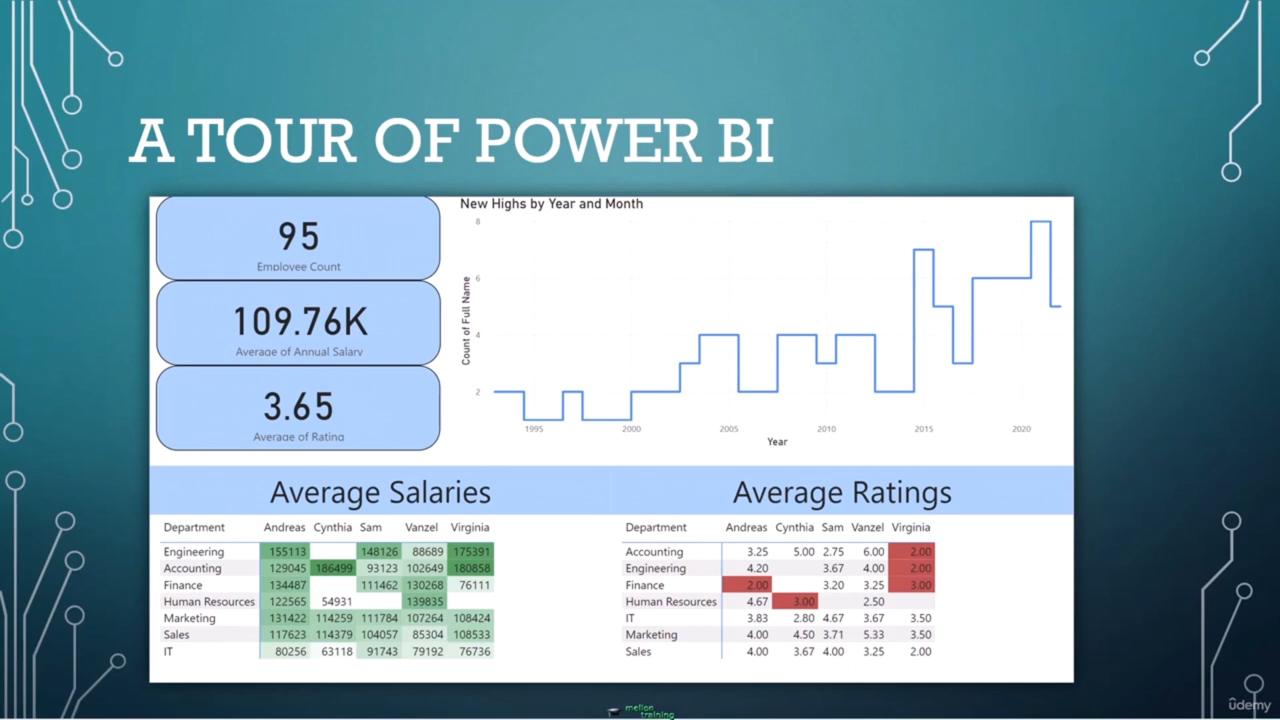 A TOUR OF POWER BI
95
Employee Count
109.76K
Average of Annual Salary
3.65
Average of Rating
New Highs by Year and Month
Count of Full Name
8
6
4
2
1995 2000 2005 2010 2015 2020
Year
Average Salaries
Department Andreas Cynthia Sam Vanzel Virginia
Engineering 155113 148126 88689 175391
Accounting 129045 186499 93123 102649 180858
Finance 134487 111462 130268 76111
Human Resources 122565 54931 139835
Marketing 131422 114259 111784 107264 108424
Sales 117623 114379 104057 85304 108533
IT 80256 63118 91743 79192 76736
Average Ratings
Department Andreas Cynthia Sam Vanzel Virginia
Accounting 3.25 5.00 2.75 6.00 2.00
Engineering 4.20 3.67 4.00 2.00
Finance 2.00 3.20 3.25 3.00
Human Resources 4.67 3.00 2.50
IT 3.83 2.80 4.67 3.67 3.50
Marketing 4.00 4.50 3.71 5.33 3.50
Sales 4.00 3.67 4.00 3.25 2.00
mellon
training
ûdemy